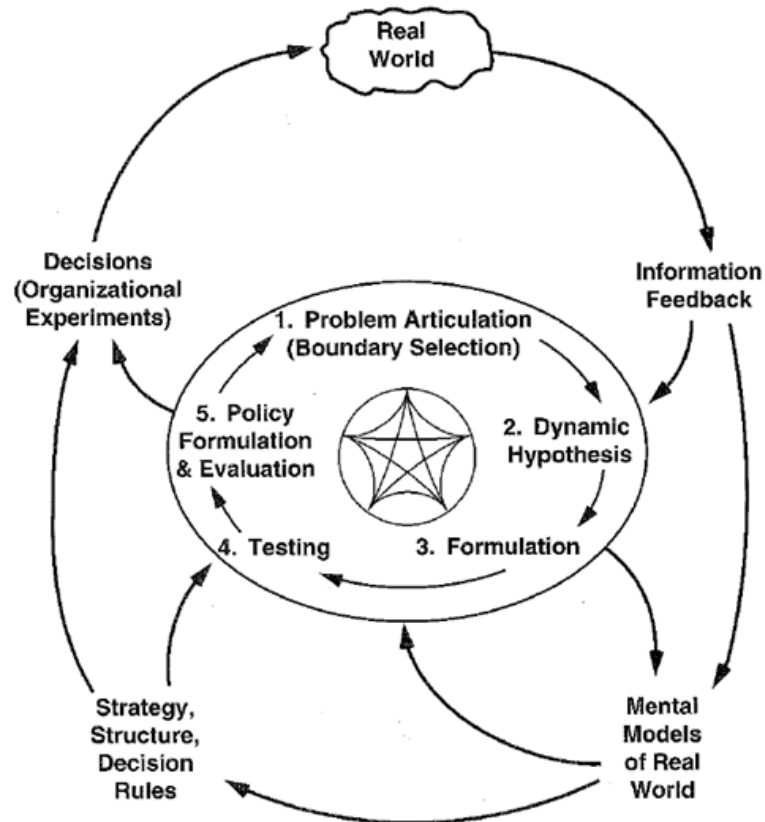 Real
World
Decisions
(Organizational
Experiments)
Information
Feedback
1. Problem Articulation
(Boundary Selection)
5. Policy
Formulation
& Evaluation
2. Dynamic
Hypothesis
4. Testing
3. Formulation
Strategy,
Structure,
Decision
Rules
Mental
Models
of Real
World